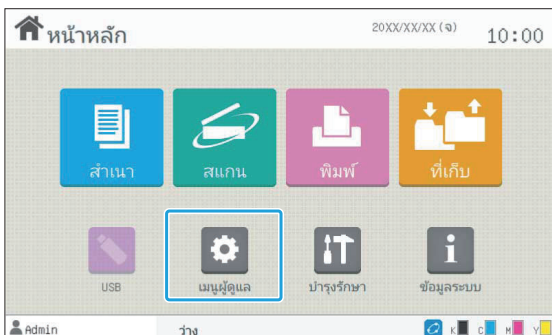 หน้าหลัก 20XX/XX/XX (จ) 10:00
สำเนา สแกน พิมพ์ ที่เก็บ
USB เมนูผู้ดูแล บำรุงรักษา ข้อมูลระบบ
Admin ว่าง K C M Y